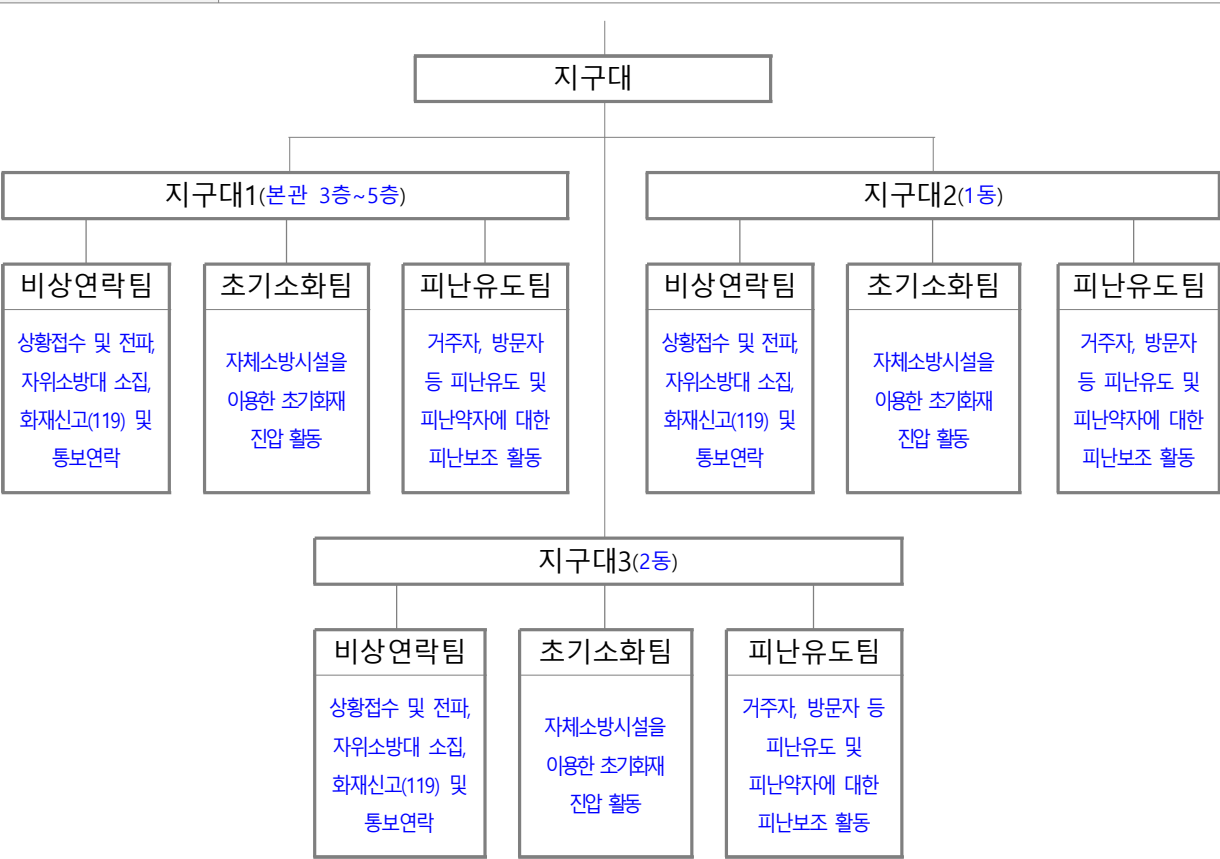 지구대
지구대1(본관 3층~5층)
비상연락팀
상황접수 및 전파,
자위소방대 소집,
화재신고(119) 및
통보연락
초기소화팀
자체소방시설을
이용한 초기화재
진압 활동
피난유도팀
거주자, 방문자
등 피난유도 및
피난약자에 대한
피난보조 활동
지구대2(1동)
비상연락팀
상황접수 및 전파,
자위소방대 소집,
화재신고(119) 및
통보연락
초기소화팀
자체소방시설을
이용한 초기화재
진압 활동
피난유도팀
거주자, 방문자
등 피난유도 및
피난약자에 대한
피난보조 활동
지구대3(2동)
비상연락팀
상황접수 및 전파,
자위소방대 소집,
화재신고(119) 및
통보연락
초기소화팀
자체소방시설을
이용한 초기화재
진압 활동
피난유도팀
거주자, 방문자 등
피난유도 및
피난약자에 대한
피난보조 활동